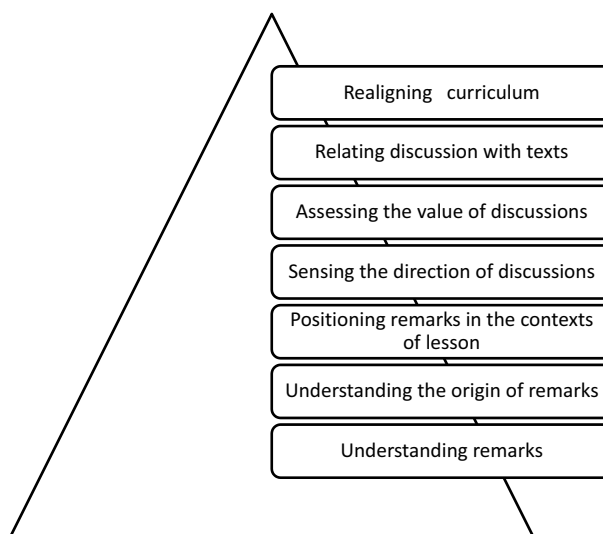 Realigning curriculum
Relating discussion with texts
Assessing the value of discussions
Sensing the direction of discussions
Positioning remarks in the contexts
of lesson
Understanding the origin of remarks
Understanding remarks